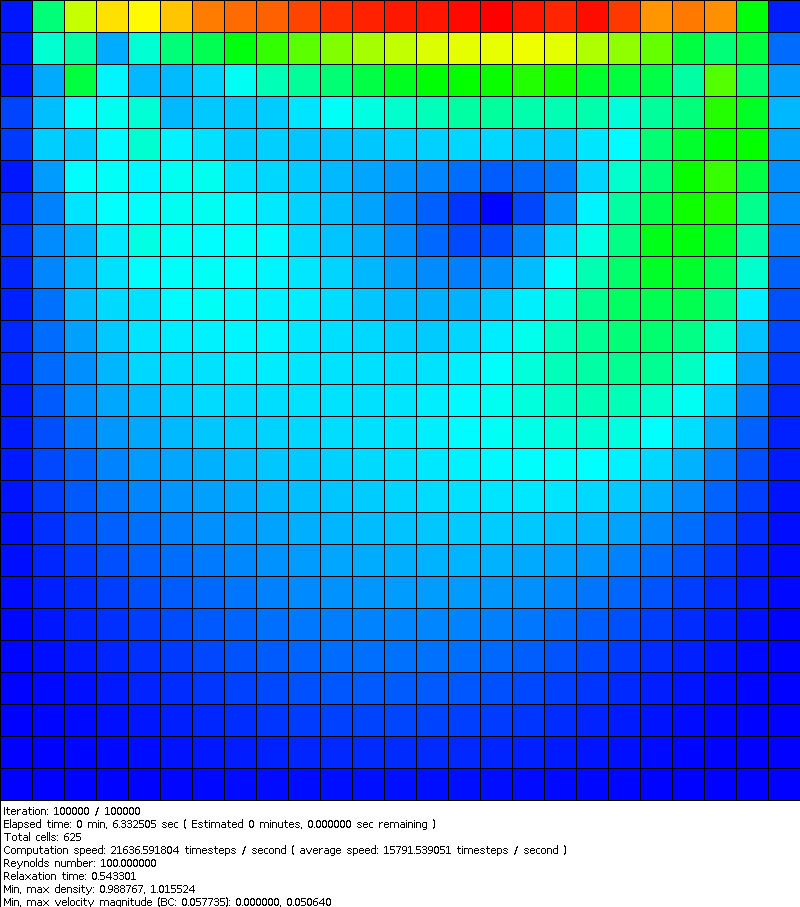 Iteration: 100000 / 100000
Elapsed time: 0 min, 6.332505 sec ( Estimated 0 minutes, 0.000000 sec remaining )
Total cells: 625
Computation speed: 21636.591804 timesteps / second ( average speed: 15791.539051 timesteps / second )
Reynolds number: 100.000000
Relaxation time: 0.543301
Min, max density: 0.988767, 1.015524
Min, max velocity magnitude (BC: 0.057735): 0.000000, 0.050640